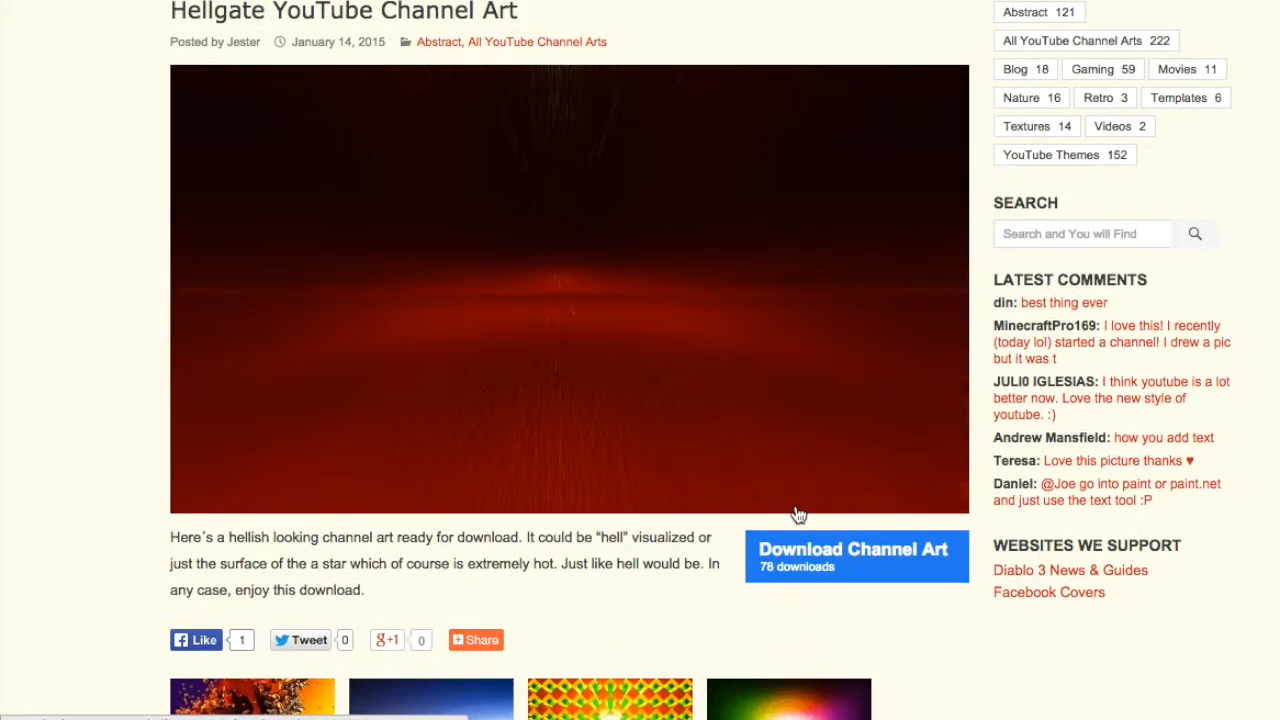 Hellgate YouTube Channel Art
Posted by Jester January 14, 2015 Abstract, All YouTube Channel Arts
Here´s a hellish looking channel art ready for download. It could be “hell” visualized or
just the surface of the a star which of course is extremely hot. Just like hell would be. In
any case, enjoy this download.
Download Channel Art
78 downloads
Like 1 Tweet 0 g+1 0 Share
Abstract 121
All YouTube Channel Arts 222
Blog 18 Gaming 59 Movies 11
Nature 16 Retro 3 Templates 6
Textures 14 Videos 2
YouTube Themes 152
SEARCH
Search and You will Find
LATEST COMMENTS
din: best thing ever
MinecraftPro169: I love this! I recently
(today lol) started a channel! I drew a pic
but it was t
JULI0 IGLESIAS: I think youtube is a lot
better now. Love the new style of
youtube. :)
Andrew Mansfield: how you add text
Teresa: Love this picture thanks ♥
Daniel: @Joe go into paint or paint.net
and just use the text tool :P
WEBSITES WE SUPPORT
Diablo 3 News & Guides
Facebook Covers